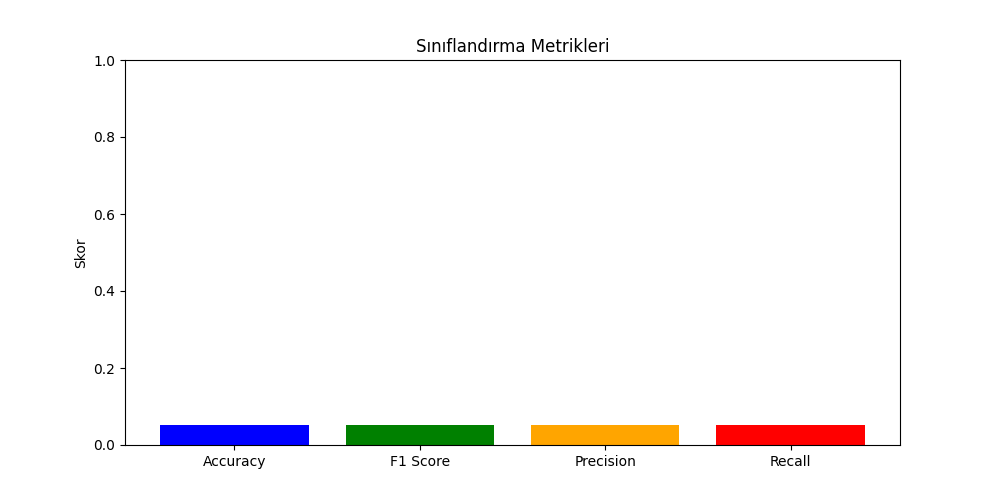 Sınıflandırma Metrikleri
1.0
0.8
0.6
0.4
0.2
0.0
Skor
Accuracy
F1 Score
Precision
Recall